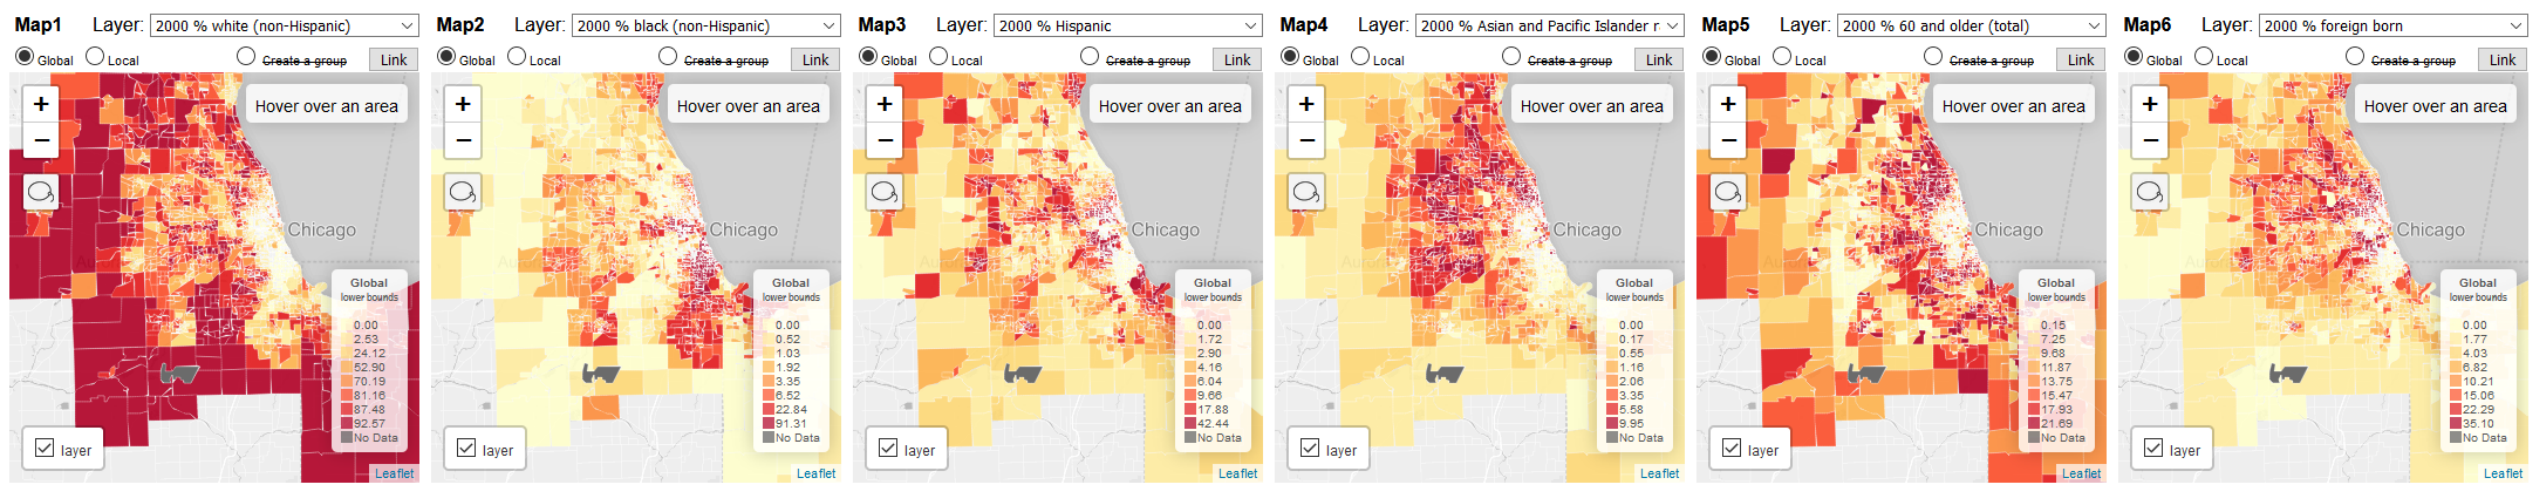 Map1 Layer: 2000 % white (non-Hispanic)
Global Local Create a group Link
+
Hover over an area
−
Chicago
Global
lower bounds
0.00
2.53
24.12
52.90
70.19
81.16
87.48
92.57
No Data
layer
Leaflet
Map2 Layer: 2000 % black (non-Hispanic)
Global Local Create a group Link
+
Hover over an area
−
Chicago
Global
lower bounds
0.00
0.52
1.03
1.92
3.35
6.52
22.84
91.31
No Data
layer
Leaflet
Map3 Layer: 2000 % Hispanic
Global Local Create a group Link
+
Hover over an area
−
Chicago
Global
lower bounds
0.00
1.72
2.90
4.16
6.04
9.66
17.88
42.44
No Data
layer
Leaflet
Map4 Layer: 2000 % Asian and Pacific Islander r
Global Local Create a group Link
+
Hover over an area
−
Chicago
Global
lower bounds
0.00
0.17
0.55
1.16
2.06
3.35
5.58
9.95
No Data
layer
Leaflet
Map5 Layer: 2000 % 60 and older (total)
Global Local Create a group Link
+
Hover over an area
−
Chicago
Global
lower bounds
0.15
7.25
9.68
11.87
13.75
15.47
17.93
21.69
No Data
layer
Leaflet
Map6 Layer: 2000 % foreign born
Global Local Create a group Link
+
Hover over an area
−
Chicago
Global
lower bounds
0.00
1.77
4.03
6.82
10.21
15.06
22.29
35.10
No Data
layer
Leaflet